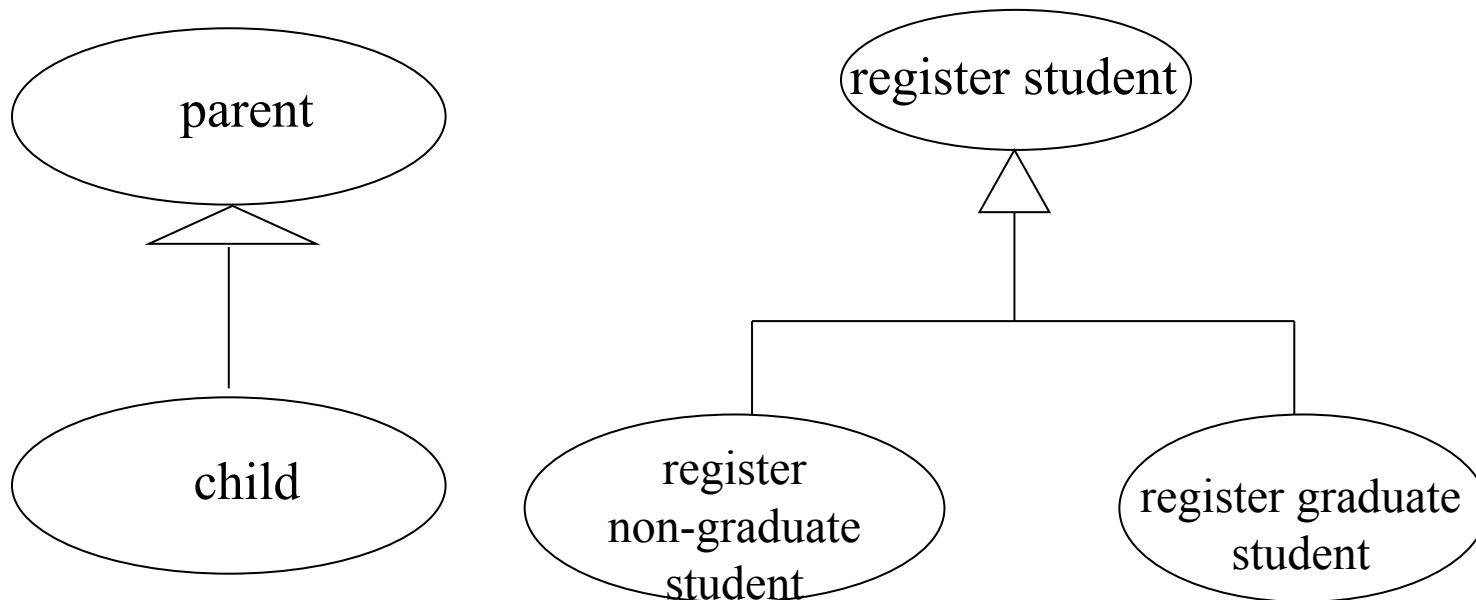 parent
child
register student
register
non-graduate
student
register graduate
student